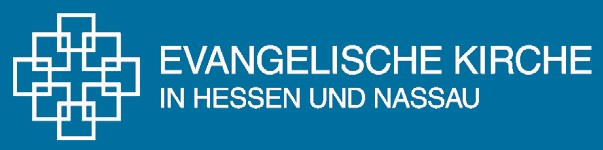 EVANGELISCHE KIRCHE
IN HESSEN UND NASSAU